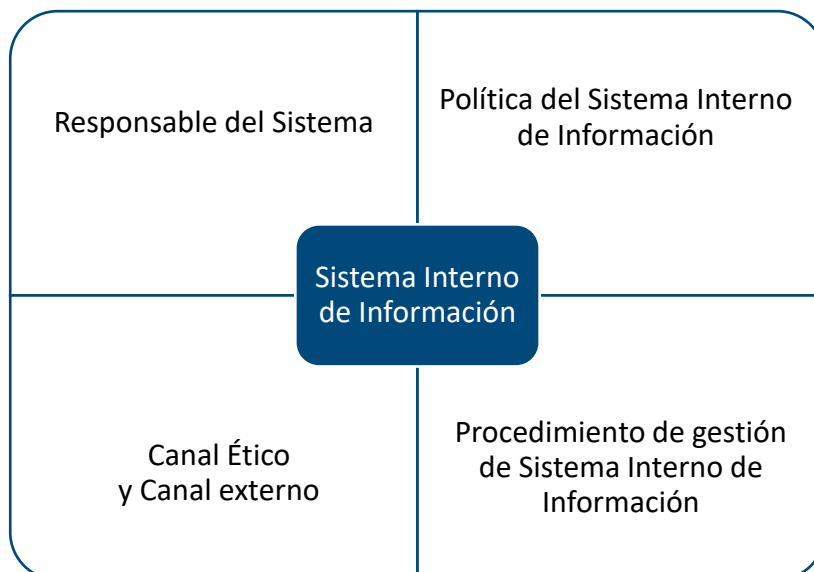 Responsable del Sistema
Política del Sistema Interno
de Información
Sistema Interno
de Información
Canal Ético
y Canal externo
Procedimiento de gestión
de Sistema Interno de
Información